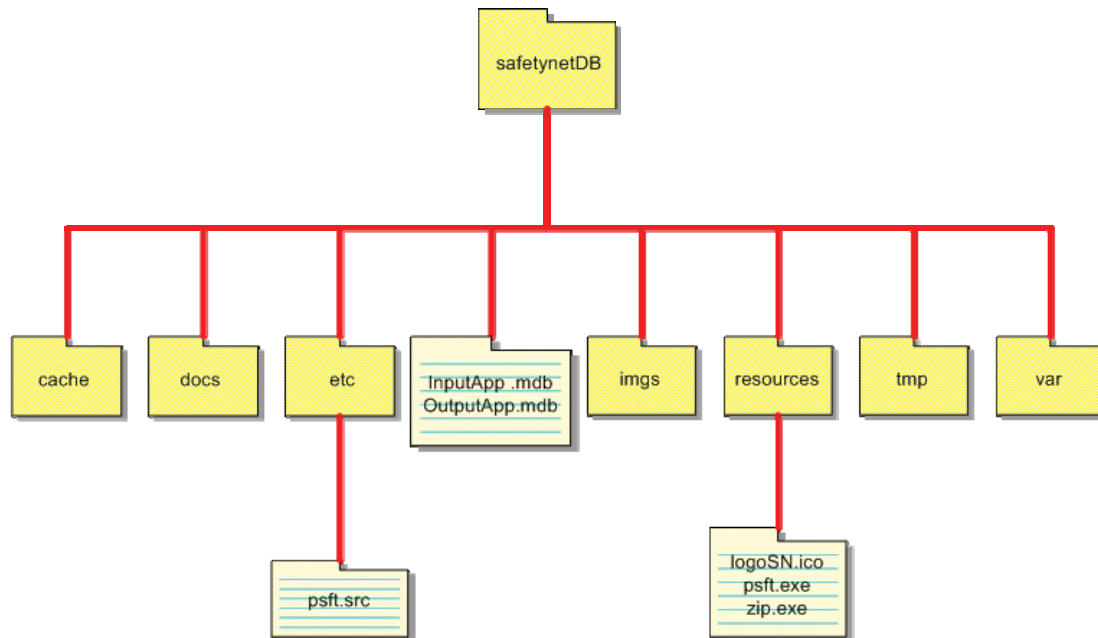 safetynetDB
cache
docs
etc
InputApp .mdb
OutputApp.mdb
imgs
resources
tmp
var
psft.src
logoSN.ico
psft.exe
zip.exe